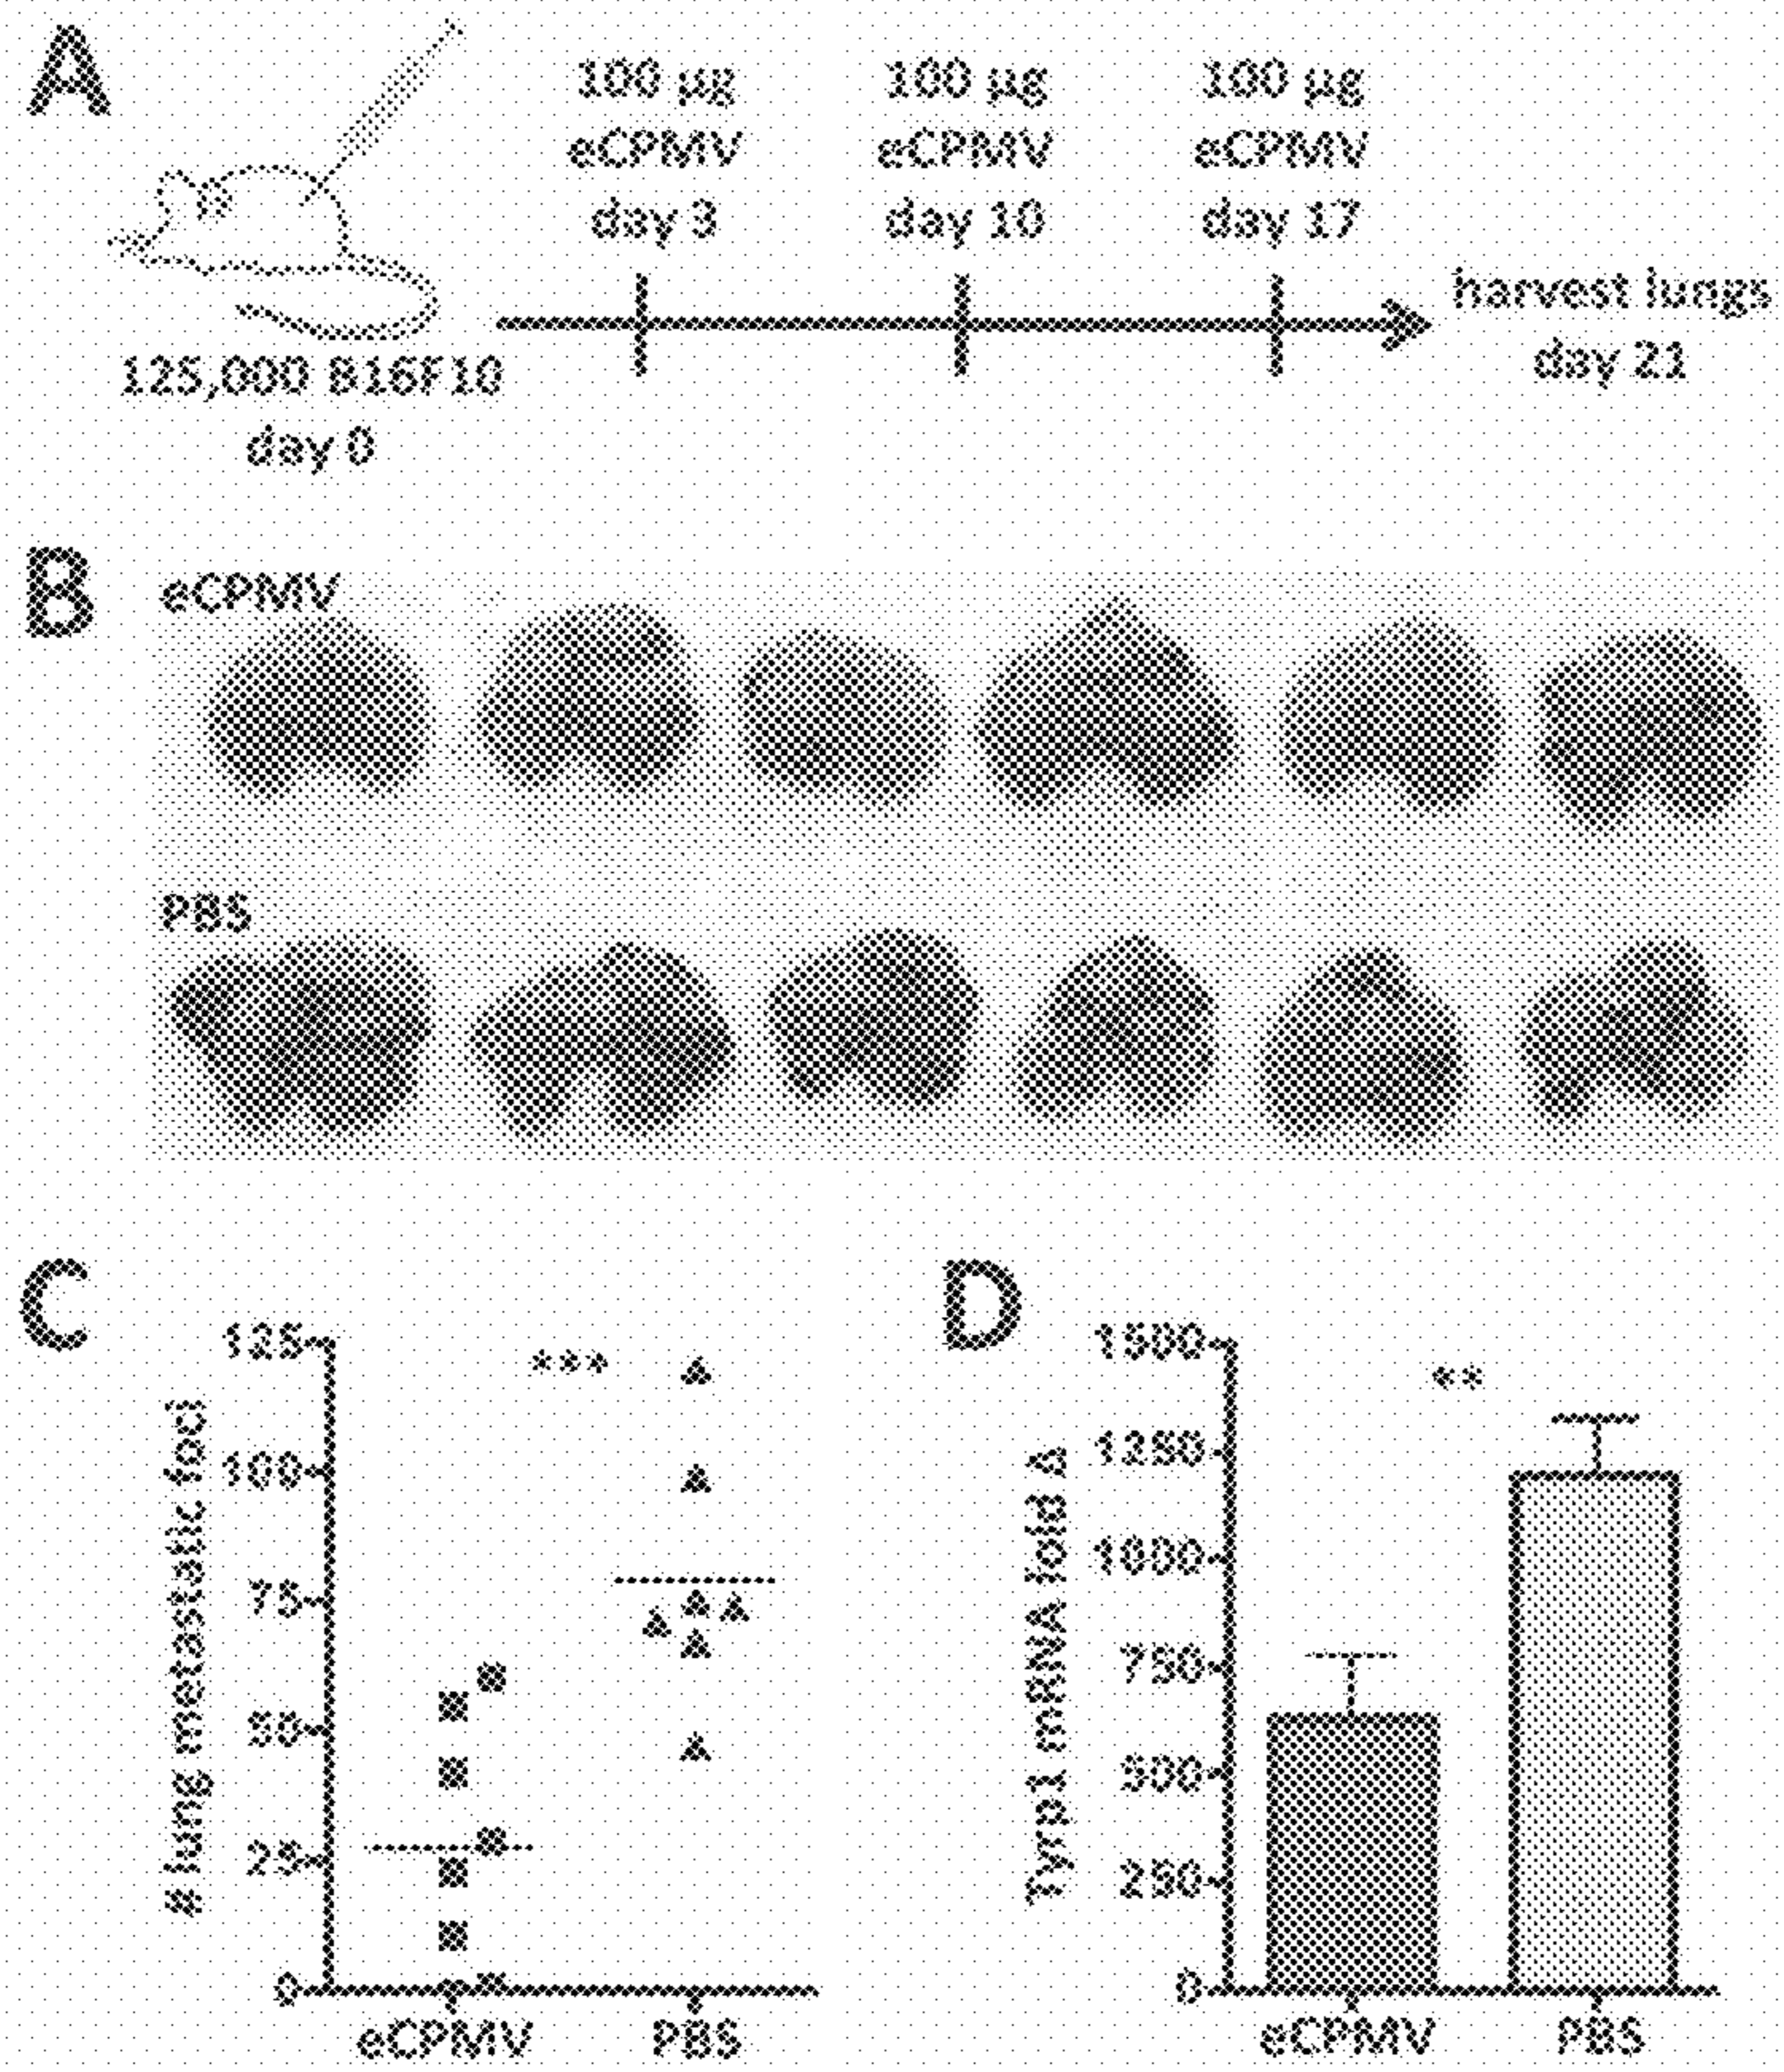 A
100 µg
eCPMV
day 3
100 µg
eCPMV
day 10
100 µg
eCPMV
day 17
harvest lungs
day 21
125,000 B16F10
day 0
B
eCPMV
PBS
C
125
100
75
50
25
0
# lung metastatic foci
***
eCPMV
PBS
D
1500
1250
1000
750
500
250
0
Tyrp1 mRNA fold Δ
**
eCPMV
PBS